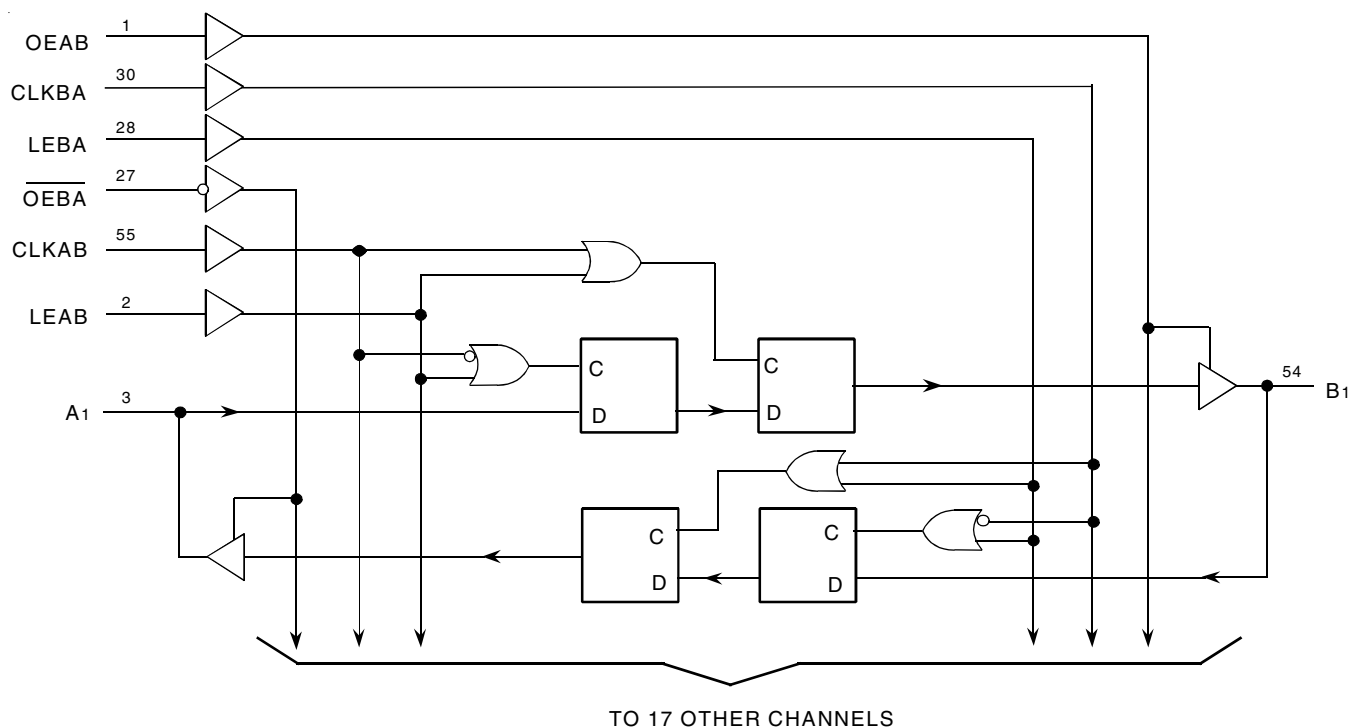 OEAB 1
CLKBA 30
LEBA 28
OEBA 27
CLKAB 55
LEAB 2
C
C
54
B1
A1 3
D
D
C
C
D
D
TO 17 OTHER CHANNELS